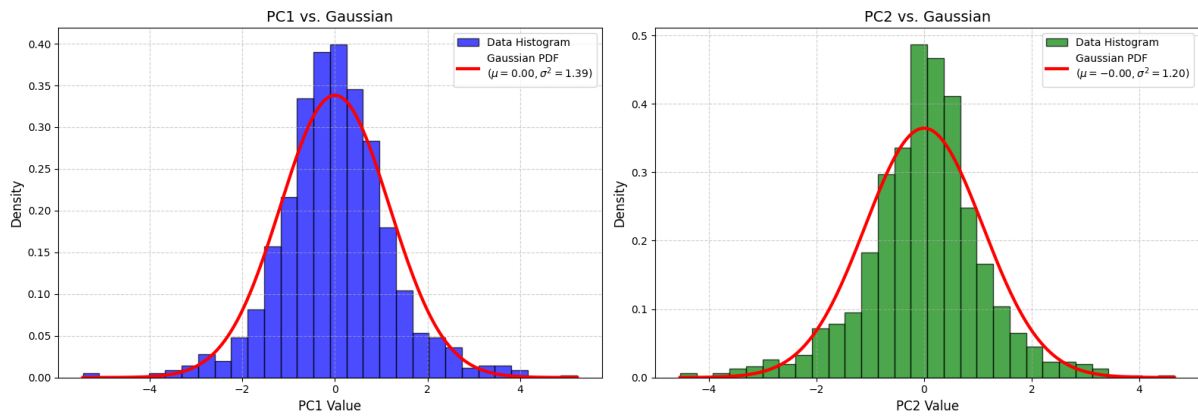 PC1 vs. Gaussian
0.40
0.35
0.30
0.25
0.20
0.15
0.10
0.05
0.00
Density
−4
−2
0
2
4
PC1 Value
Data Histogram
Gaussian PDF
(μ = 0.00, σ² = 1.39)
PC2 vs. Gaussian
0.5
0.4
0.3
0.2
0.1
0.0
Density
−4
−2
0
2
4
PC2 Value
Data Histogram
Gaussian PDF
(μ = −0.00, σ² = 1.20)